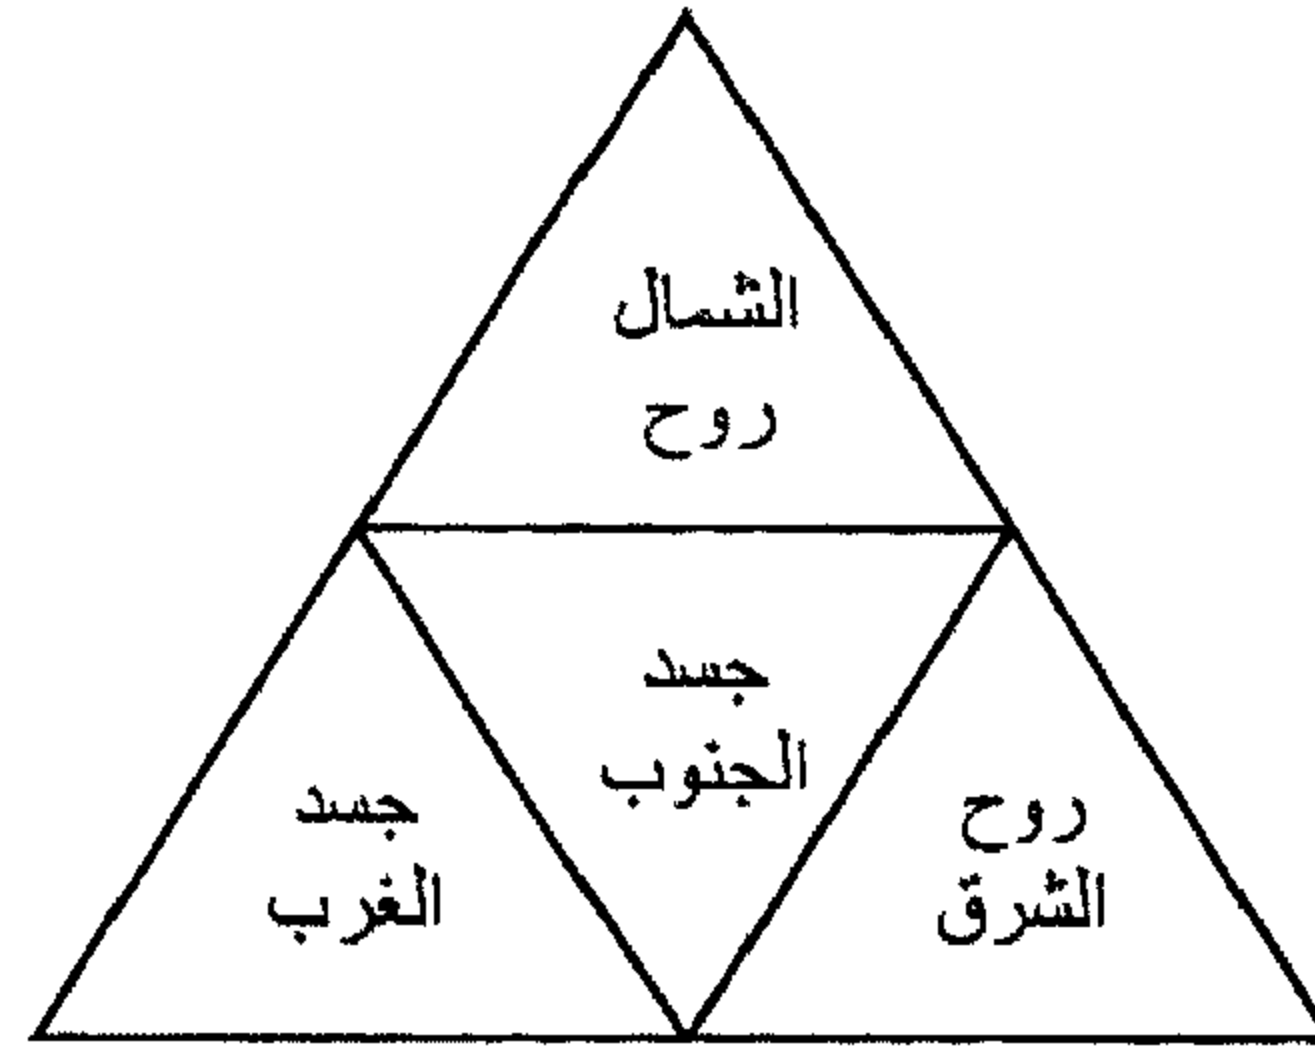 الشمال
روح
جسد
الجنوب
روح
الشرق
جسد
الغرب